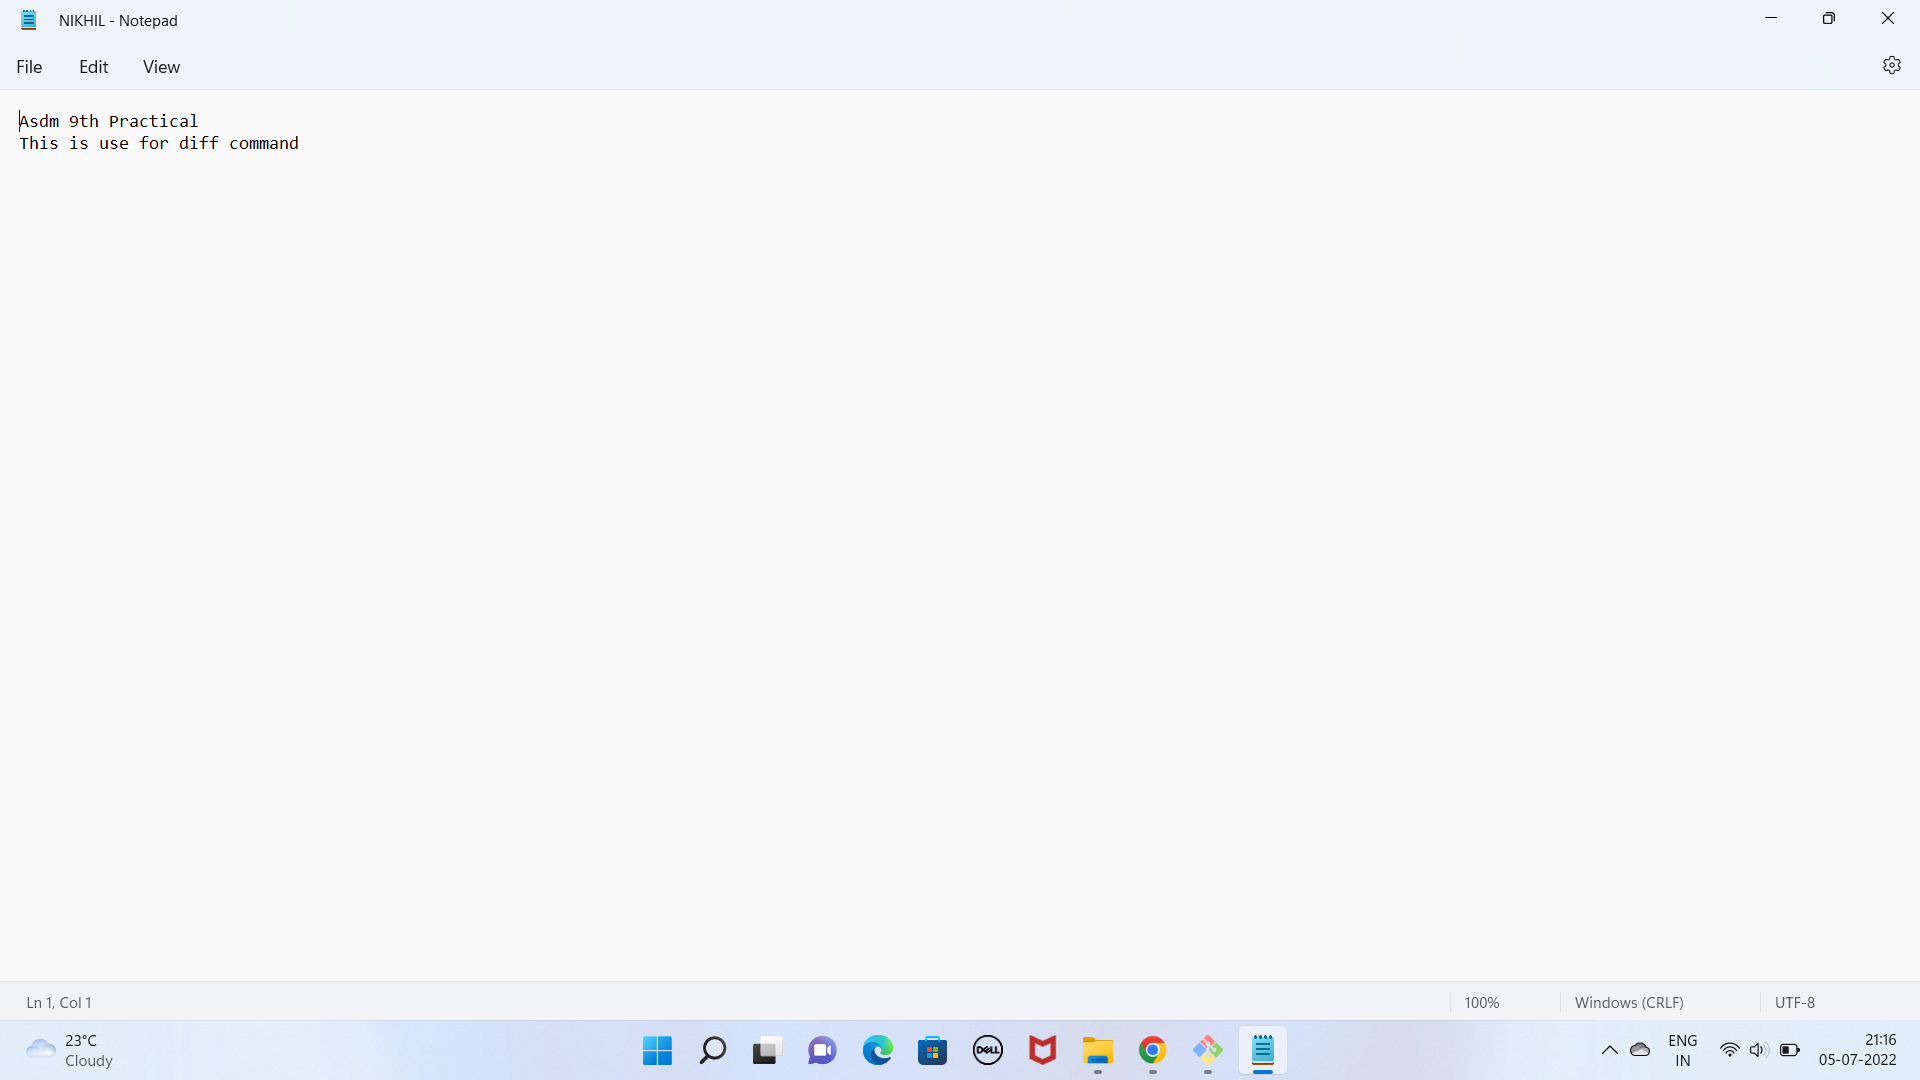 NIKHIL - Notepad
File Edit View
Asdm 9th Practical
This is use for diff command
Ln 1, Col 1 100% Windows (CRLF) UTF-8
23°C
Cloudy
DELL
ENG
IN
21:16
05-07-2022